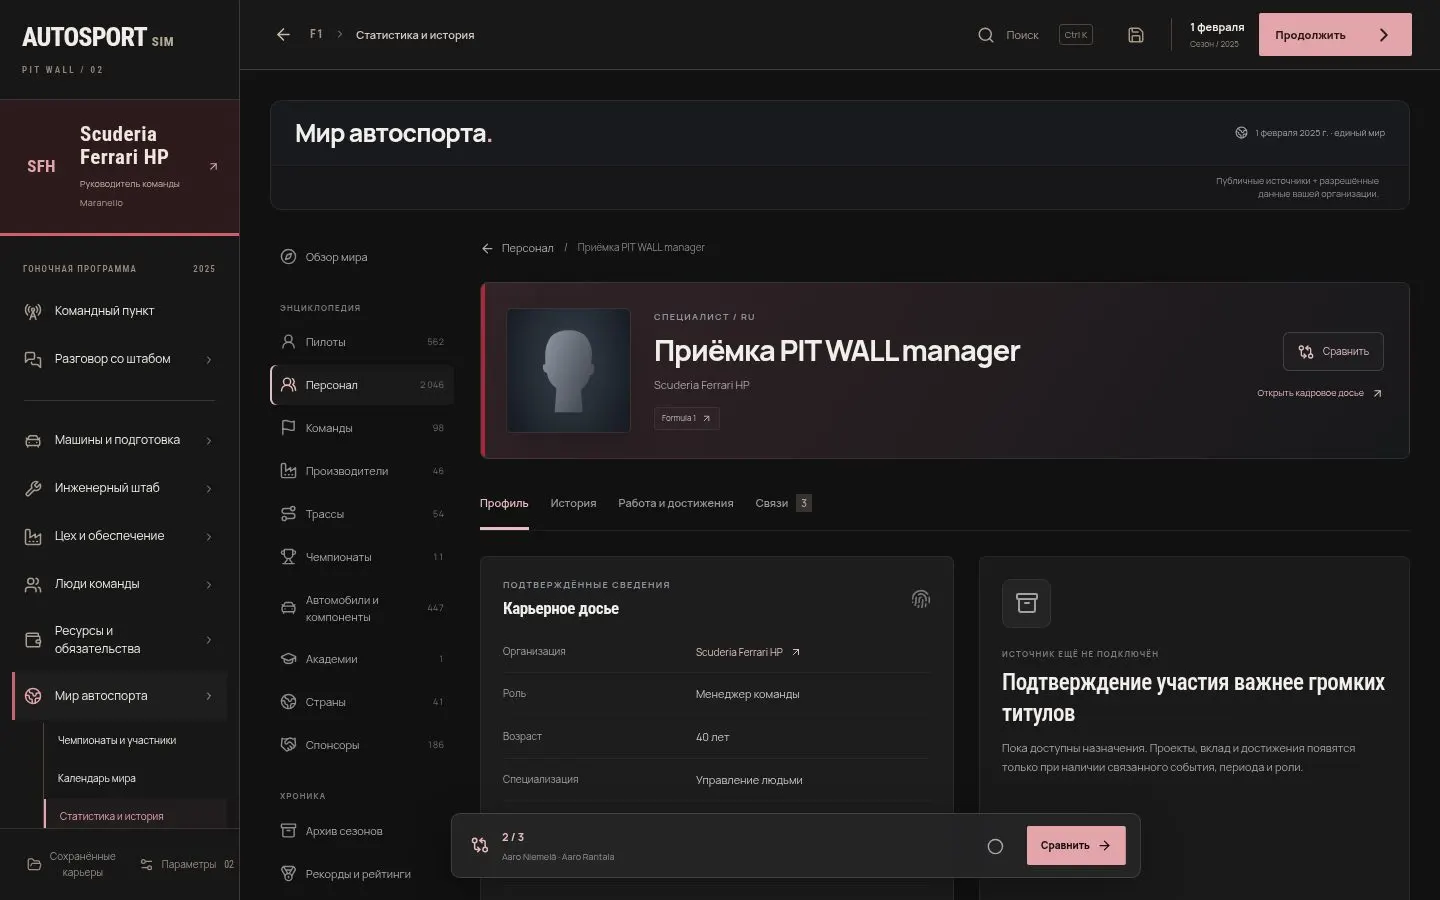 AUTOSPORT SIM
PIT WALL / 02
SFH
Scuderia
Ferrari HP
Руководитель команды
Maranello
ГОНОЧНАЯ ПРОГРАММА 2025
Командный пункт
Разговор со штабом
Машины и подготовка
Инженерный штаб
Цех и обеспечение
Люди команды
Ресурсы и
обязательства
Мир автоспорта
Чемпионаты и участники
Календарь мира
Статистика и история
Сохранённые
карьеры
Параметры 02
F1
Статистика и история
Поиск
Ctrl K
1 февраля
Сезон / 2025
Продолжить
Мир автоспорта.
1 февраля 2025 г. · единый мир
Публичные источники + разрешённые
данные вашей организации.
Обзор мира
ЭНЦИКЛОПЕДИЯ
Пилоты 562
Персонал 2 046
Команды 98
Производители 46
Трассы 54
Чемпионаты 11
Автомобили и
компоненты 447
Академии 1
Страны 41
Спонсоры 186
ХРОНИКА
Архив сезонов
Рекорды и рейтинги
Персонал / Приёмка PIT WALL manager
СПЕЦИАЛИСТ / RU
Приёмка PIT WALL manager
Scuderia Ferrari HP
Formula 1
Сравнить
Открыть кадровое досье
Профиль
История
Работа и достижения
Связи 3
ПОДТВЕРЖДЁННЫЕ СВЕДЕНИЯ
Карьерное досье
Организация Scuderia Ferrari HP
Роль Менеджер команды
Возраст 40 лет
Специализация Управление людьми
ИСТОЧНИК ЕЩЁ НЕ ПОДКЛЮЧЁН
Подтверждение участия важнее громких
титулов
Пока доступны назначения. Проекты, вклад и достижения появятся
только при наличии связанного события, периода и роли.
2 / 3
Aaro Niemelä · Aaro Rantala
Сравнить